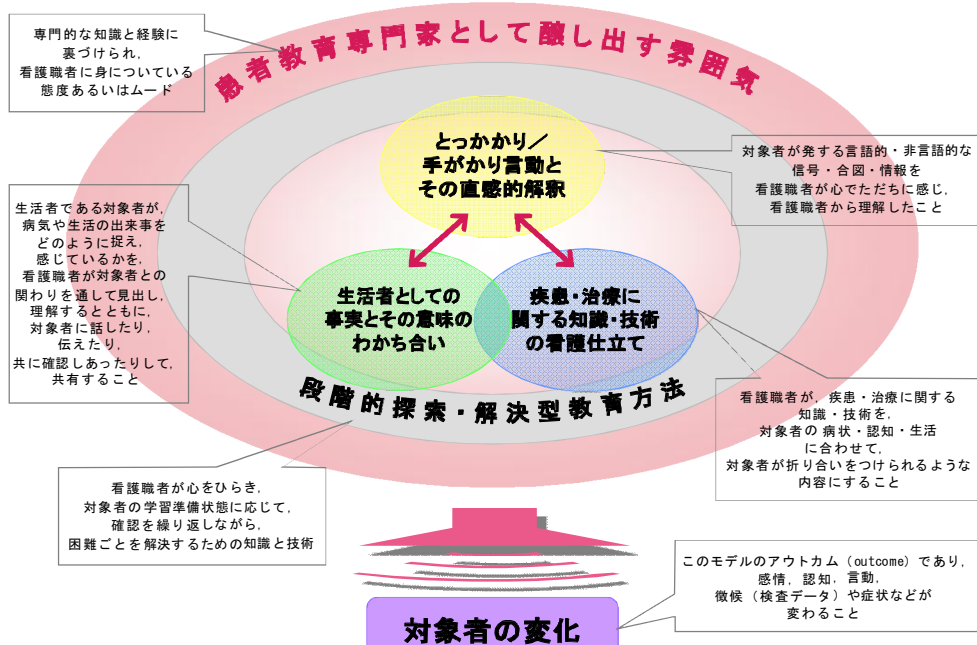 専門的な知識と経験に
裏づけられ,
看護職者に身についている
態度あるいはムード
患者教育専門家として醸し出す雰囲気
とっかかり／
手がかり言動と
その直感的解釈
対象者が発する言語的・非言語的な
信号・合図・情報を
看護職者が心でただちに感じ,
看護職者から理解したこと
生活者である対象者が,
病気や生活の出来事を
どのように捉え,
感じているかを,
看護職者が対象者との
関わりを通して見出し,
理解するとともに,
対象者に話したり,
伝えたり,
共に確認しあったりして,
共有すること
生活者としての
事実とその意味の
わかち合い
疾患・治療に
関する知識・技術
の看護仕立て
段階的探索・解決型教育方法
看護職者が, 疾患・治療に関する
知識・技術を,
対象者の病状・認知・生活
に合わせて,
対象者が折り合いをつけられるような
内容にすること
看護職者が心をひらき,
対象者の学習準備状態に応じて,
確認を繰り返しながら,
困難ごとを解決するための知識と技術
このモデルのアウトカム（outcome）であり,
感情, 認知, 言動,
徴候（検査データ）や症状などが
変わること
対象者の変化